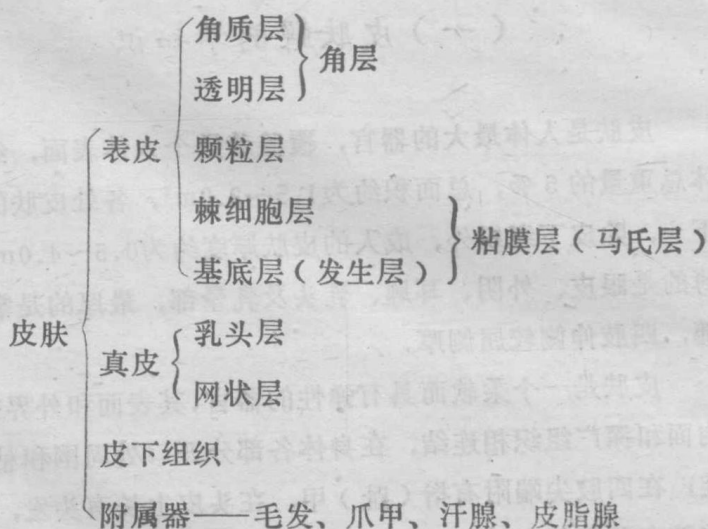 角质层
透明层
角层
表皮
颗粒层
棘细胞层
基底层（发生层）
粘膜层（马氏层）
皮肤
真皮
乳头层
网状层
皮下组织
附属器——毛发、爪甲、汗腺、皮脂腺